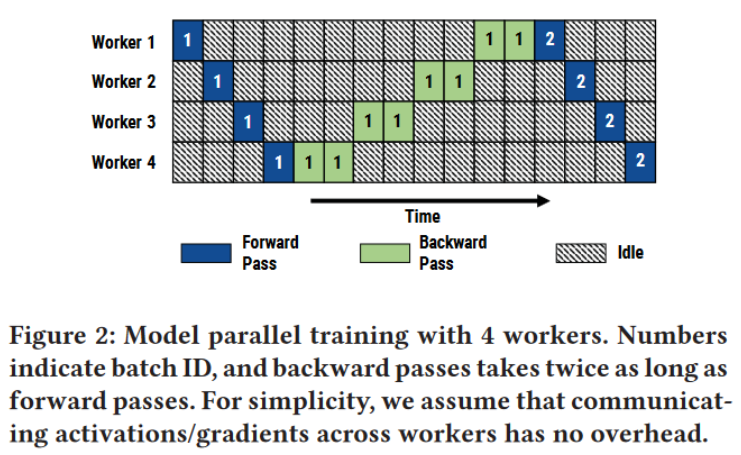 Worker 1 1 1 1 2
Worker 2 1 1 1 2
Worker 3 1 1 1 2
Worker 4 1 1 1 2
Time
Forward Pass
Backward Pass
Idle
Figure 2: Model parallel training with 4 workers. Numbers
indicate batch ID, and backward passes takes twice as long as
forward passes. For simplicity, we assume that communicat-
ing activations/gradients across workers has no overhead.